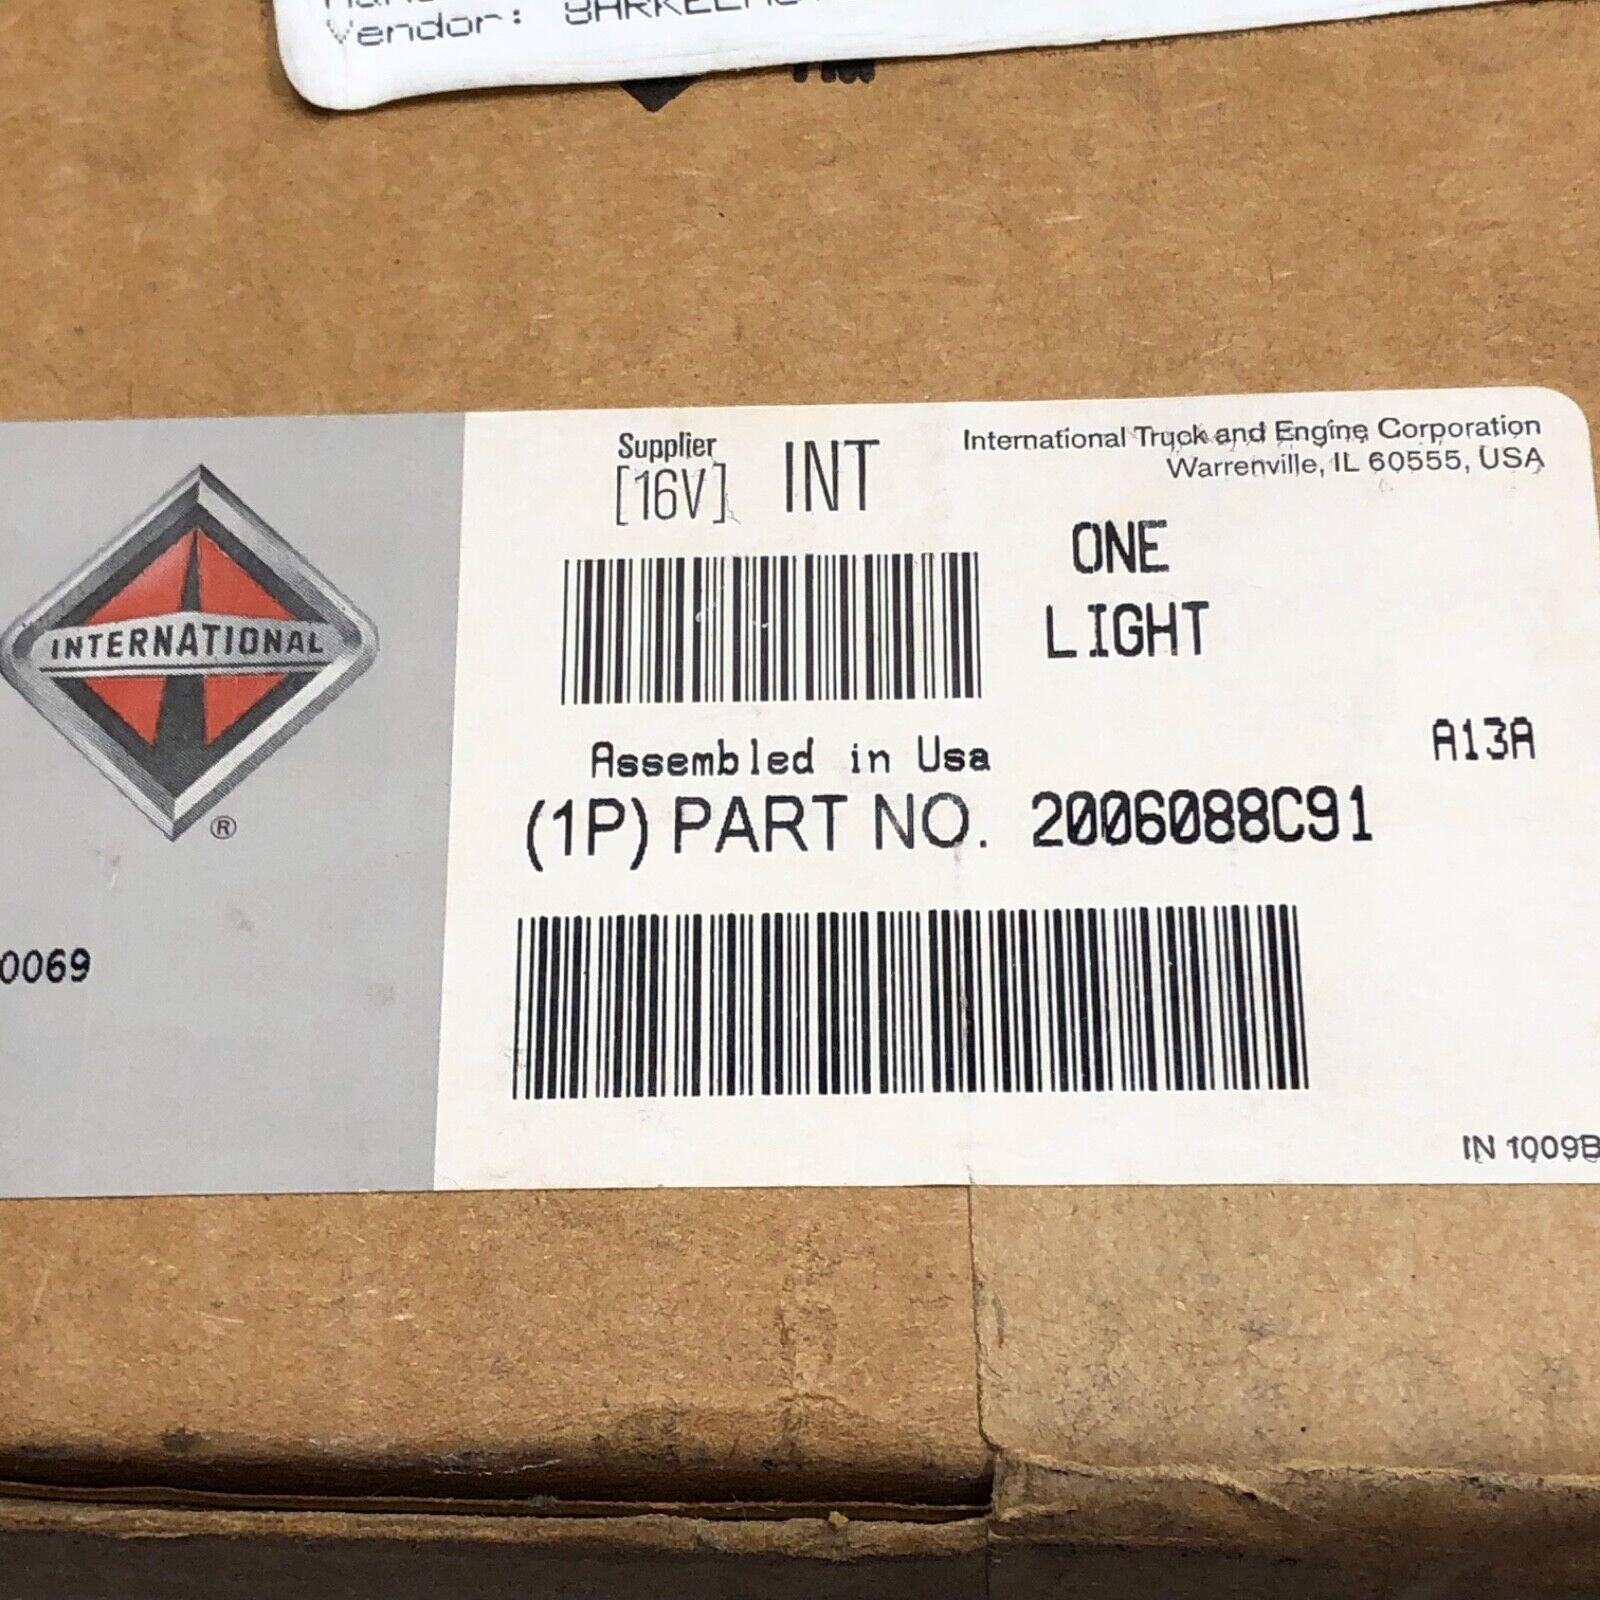 Vendor:
INTERNATIONAL
®
Supplier
[16V] INT
International Truck and Engine Corporation
Warrenville, IL 60555, USA
ONE
LIGHT
Assembled in Usa
A13A
(1P) PART NO. 2006088C91
0069
IN 1009B